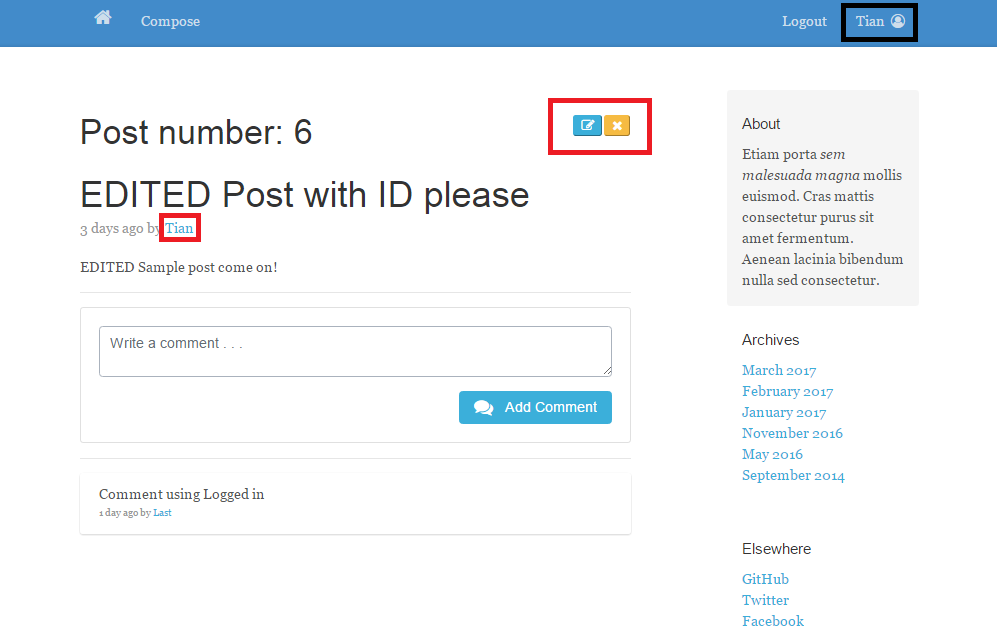 Compose
Logout
Tian
Post number: 6
EDITED Post with ID please
3 days ago by Tian
EDITED Sample post come on!
Write a comment . . .
Add Comment
Comment using Logged in
1 day ago by Last
About
Etiam porta sem
malesuada magna mollis
euismod. Cras mattis
consectetur purus sit
amet fermentum.
Aenean lacinia bibendum
nulla sed consectetur.
Archives
March 2017
February 2017
January 2017
November 2016
May 2016
September 2014
Elsewhere
GitHub
Twitter
Facebook